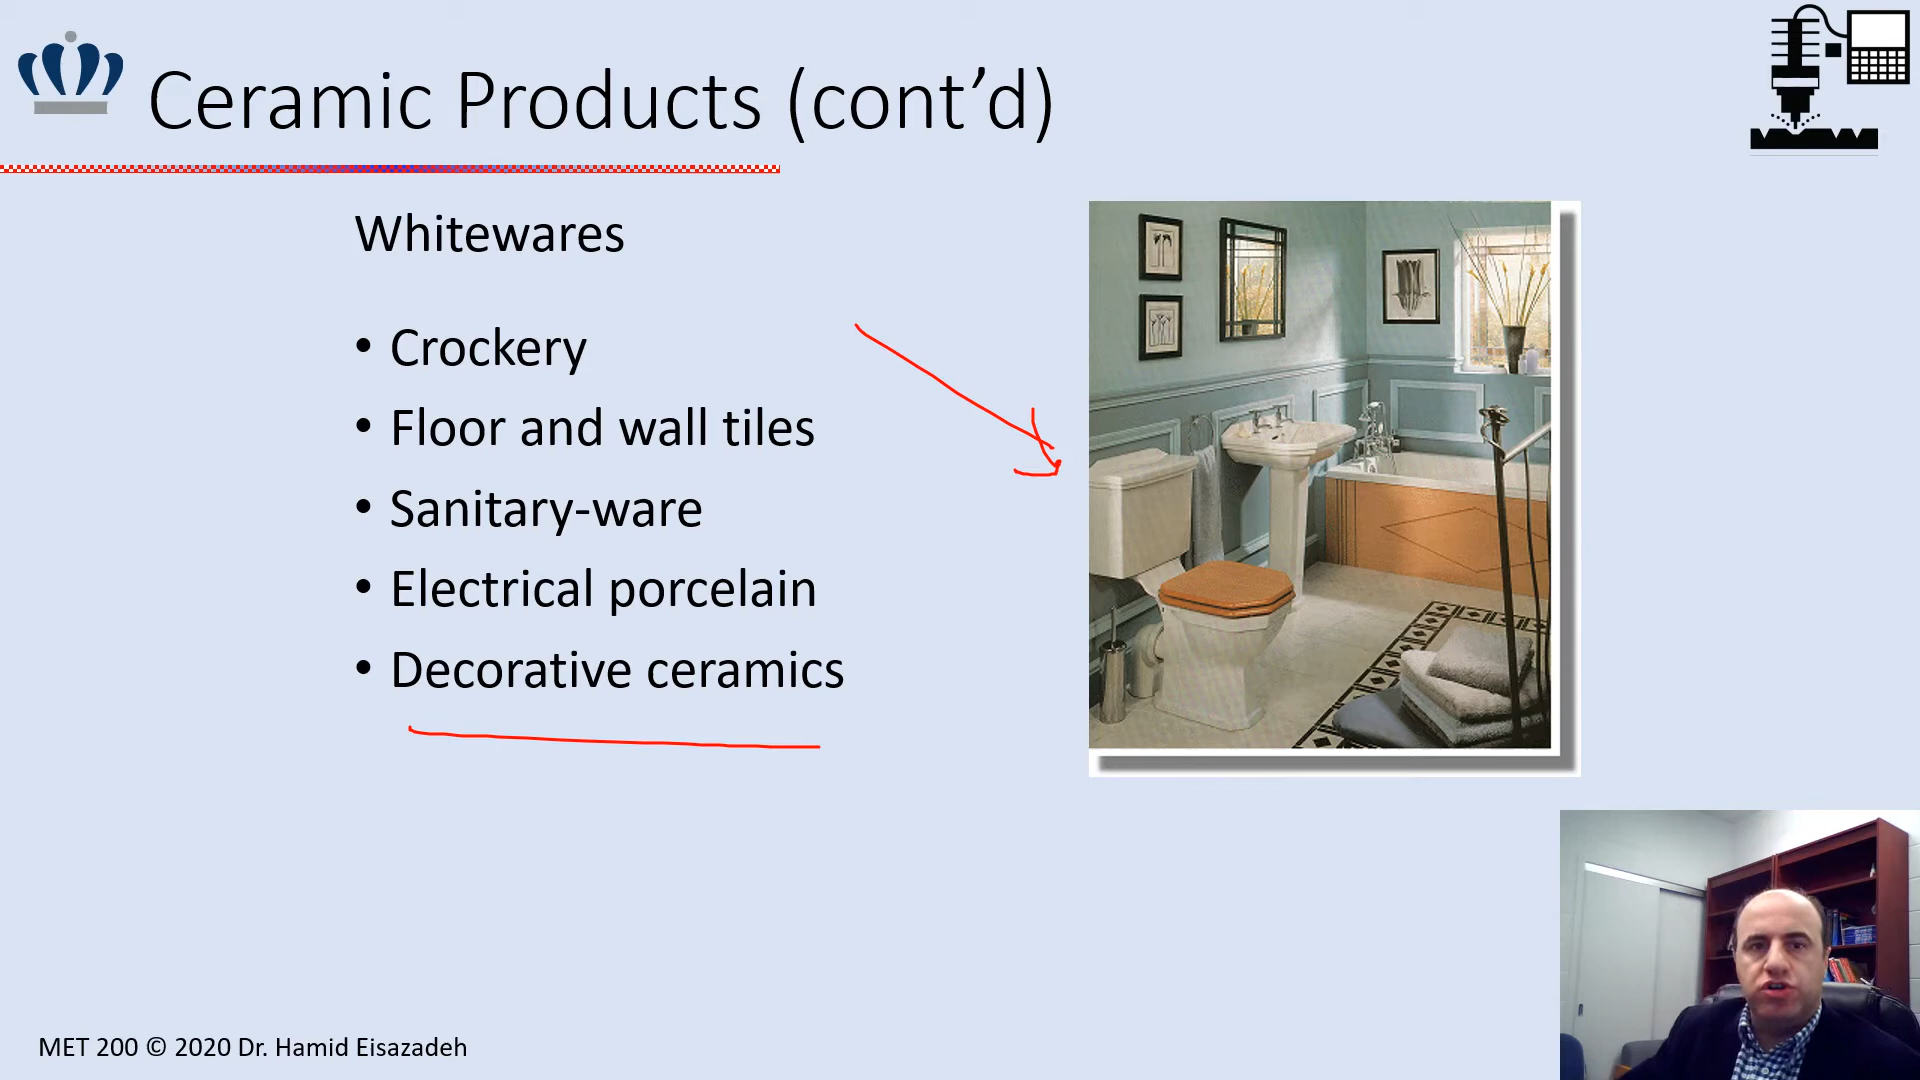 Ceramic Products (cont’d)
Whitewares
• Crockery
• Floor and wall tiles
• Sanitary-ware
• Electrical porcelain
• Decorative ceramics
MET 200 © 2020 Dr. Hamid Eisazadeh